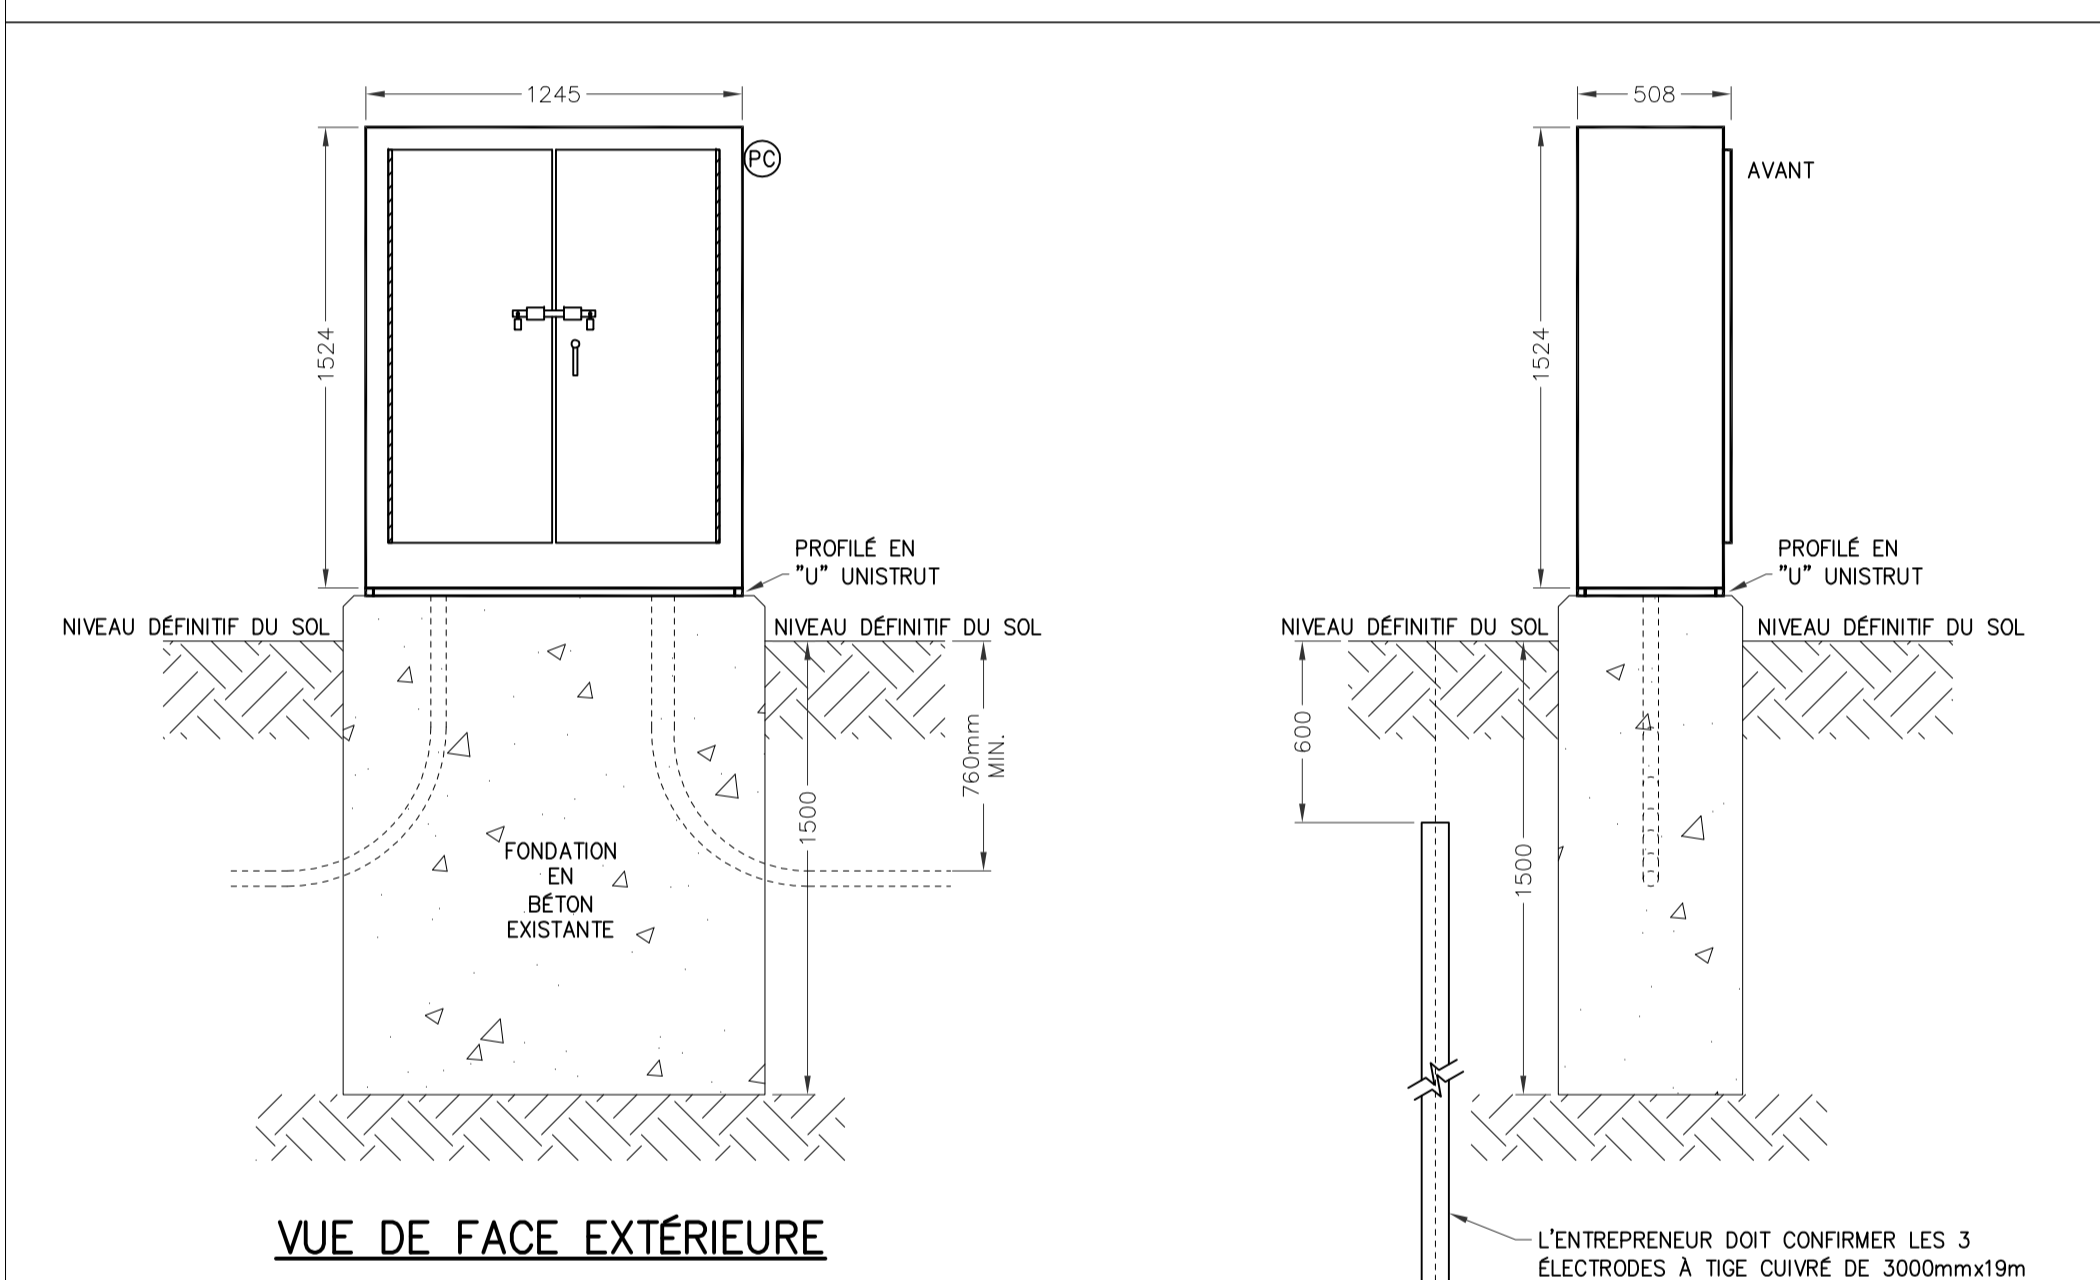 1245
PC
1524
PROFILÉ EN
"U" UNISTRUT
NIVEAU DÉFINITIF DU SOL
NIVEAU DÉFINITIF DU SOL
760mm
MIN.
1500
FONDATION
EN
BÉTON
EXISTANTE
VUE DE FACE EXTÉRIEURE
508
AVANT
1524
PROFILÉ EN
"U" UNISTRUT
NIVEAU DÉFINITIF DU SOL
NIVEAU DÉFINITIF DU SOL
600
1500
L'ENTREPRENEUR DOIT CONFIRMER LES 3
ÉLECTRODES À TIGE CUIVRÉ DE 3000mmx19m